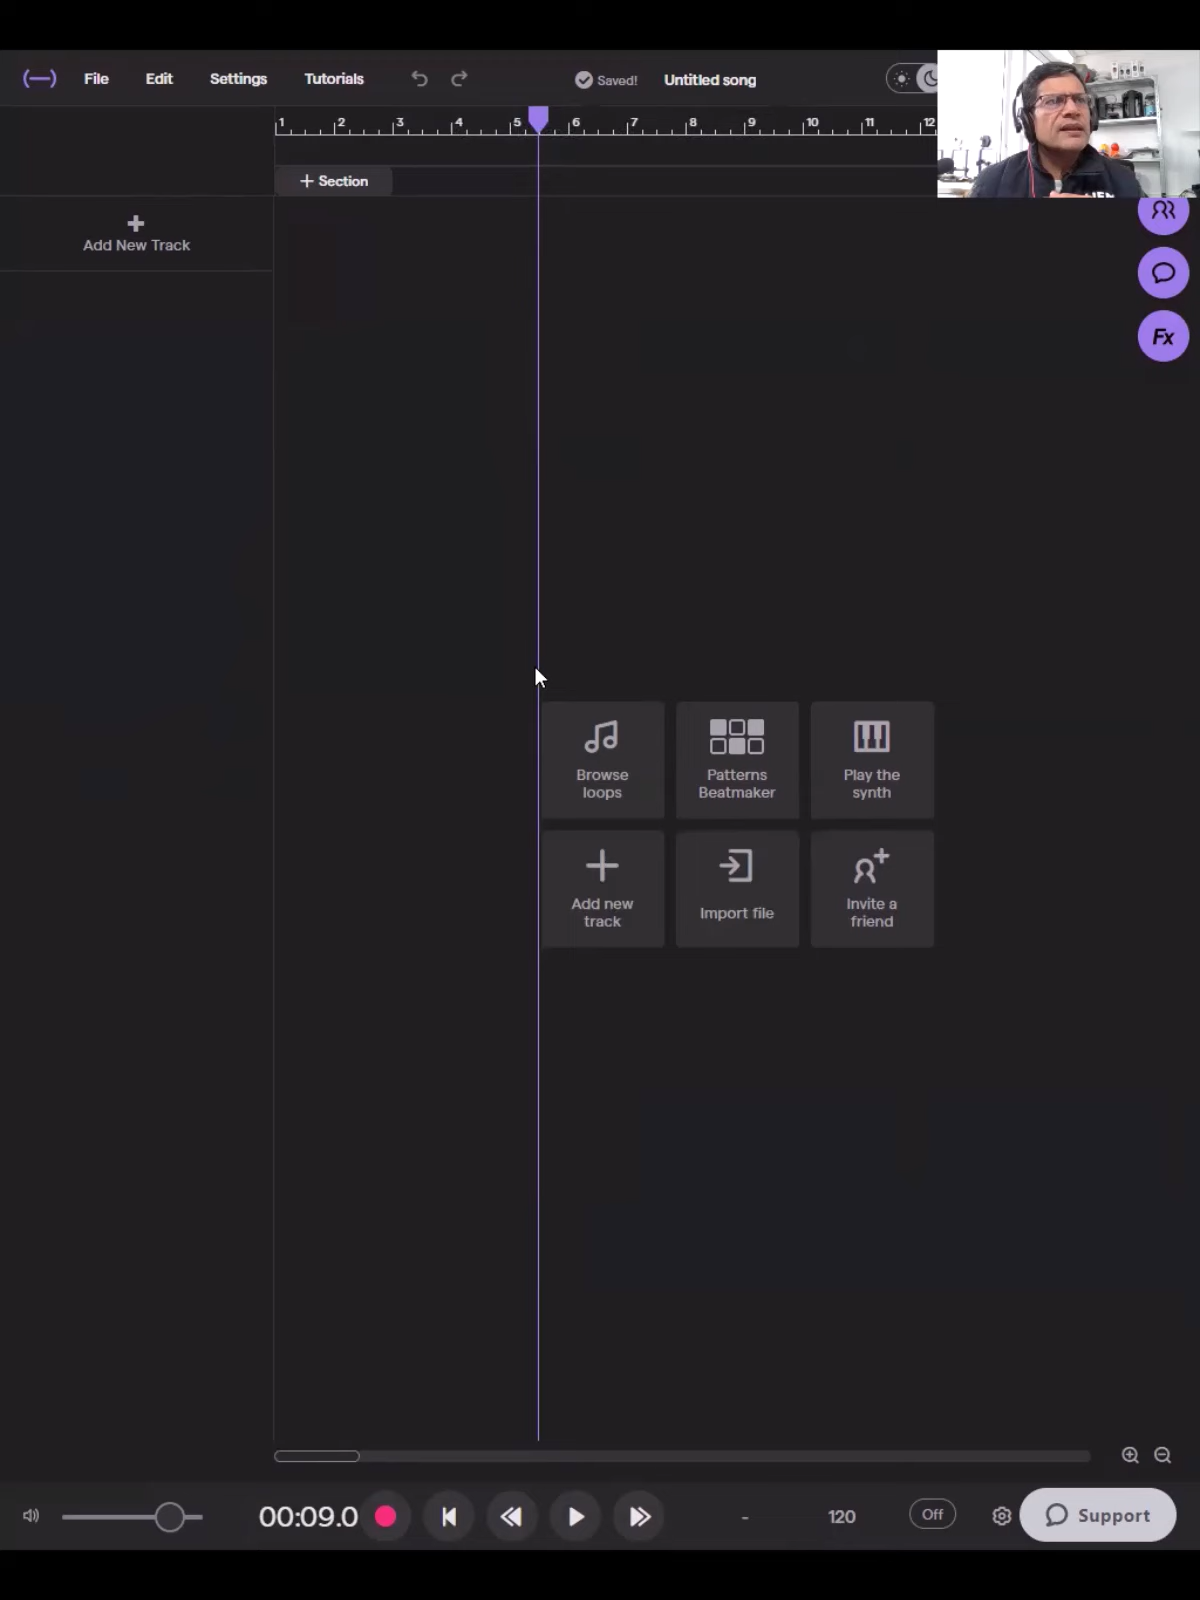 File Edit Settings Tutorials Saved! Untitled song
1 2 3 4 5 6 7 8 9 10 11 12
+ Section
Add New Track
Fx
Browse
loops
Patterns
Beatmaker
Play the
synth
Add new
track
Import file
Invite a
friend
00:09.0 - 120 Off Support